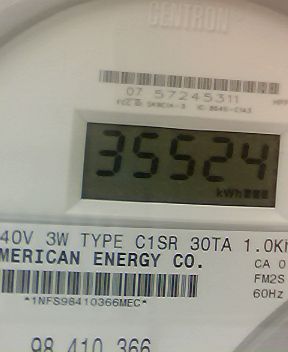 CENTRON
07 57245311
35524
kWh
40V 3W TYPE C1SR 30TA 1.0Kh
MERICAN ENERGY CO.
CA 0
FM2S
*1NFS98410366MEC*
60Hz
98 410 366